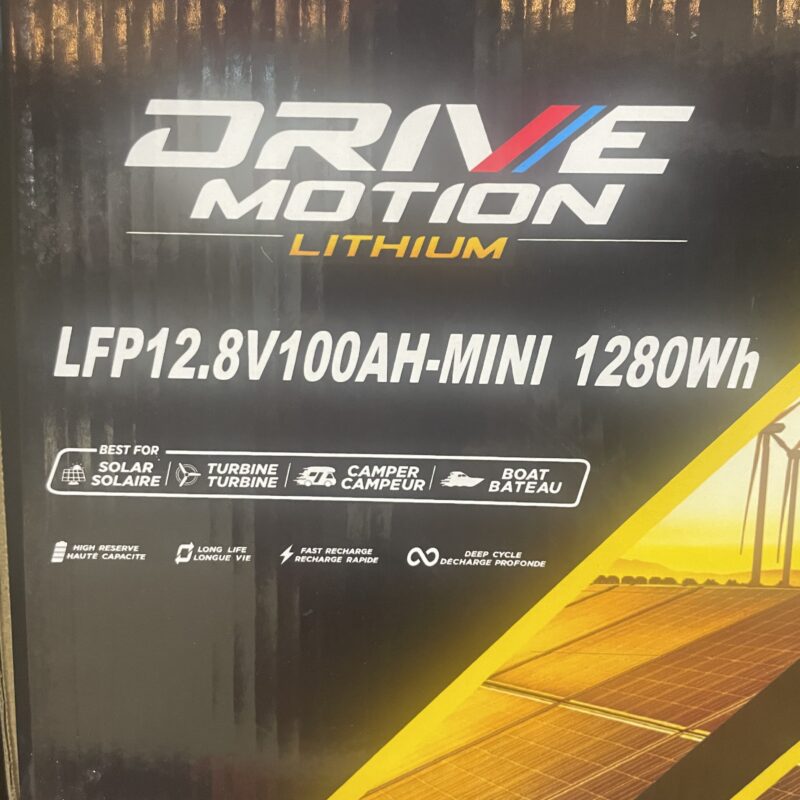 DRIVE
MOTION
LITHIUM
LFP12.8V100AH-MINI 1280Wh
BEST FOR
SOLAR
SOLAIRE
TURBINE
TURBINE
CAMPER
CAMPEUR
BOAT
BATEAU
HIGH RESERVE
HAUTE CAPACITE
LONG LIFE
LONGUE VIE
FAST RECHARGE
RECHARGE RAPIDE
DEEP CYCLE
DÉCHARGE PROFONDE